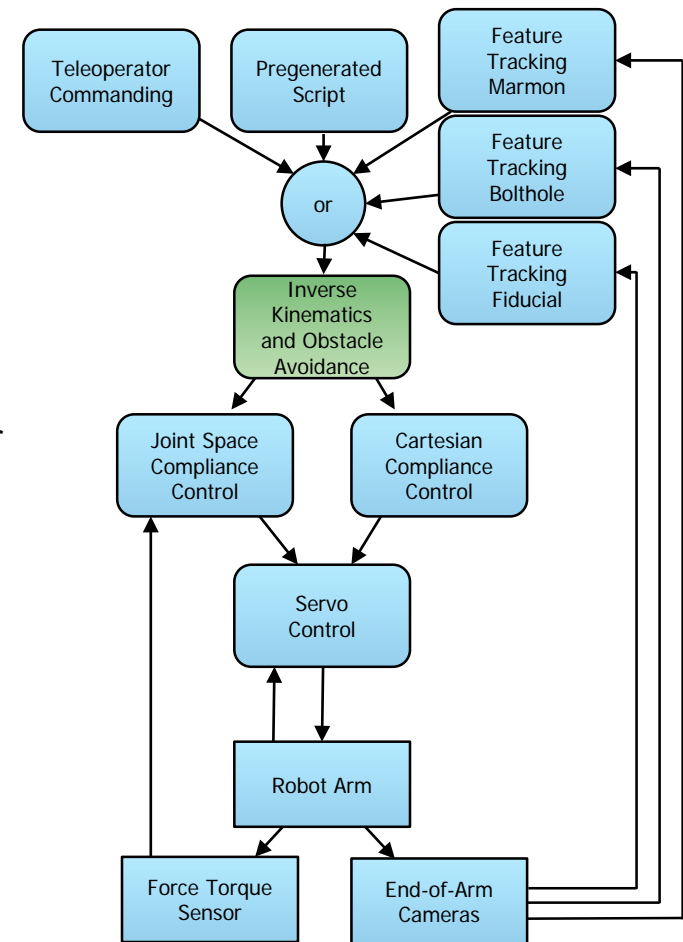 Teleoperator
Commanding
Pregenerated
Script
Feature
Tracking
Marmon
Feature
Tracking
Bolthole
or
Feature
Tracking
Fiducial
Inverse
Kinematics
and Obstacle
Avoidance
Joint Space
Compliance
Control
Cartesian
Compliance
Control
Servo
Control
Robot Arm
Force Torque
Sensor
End-of-Arm
Cameras